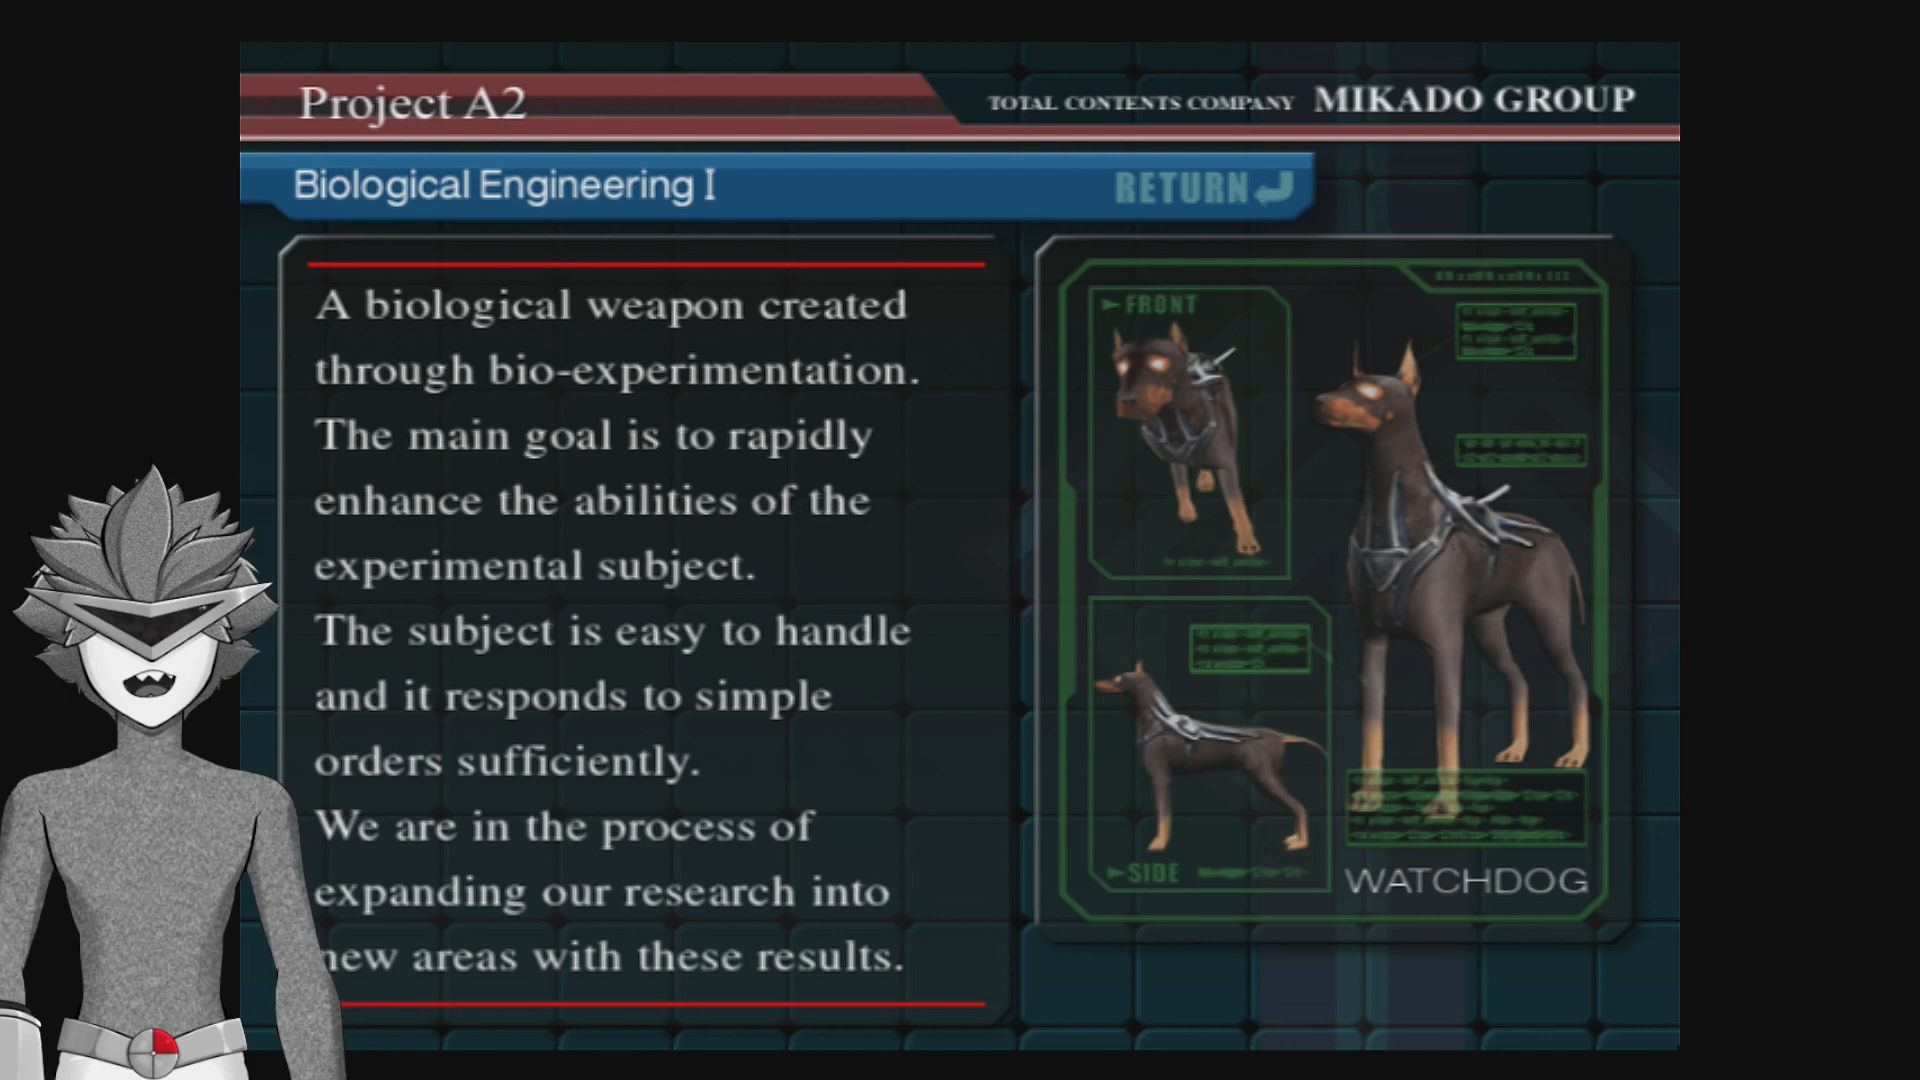 Project A2
TOTAL CONTENTS COMPANY MIKADO GROUP
Biological Engineering I
RETURN
A biological weapon created
through bio-experimentation.
The main goal is to rapidly
enhance the abilities of the
experimental subject.
The subject is easy to handle
and it responds to simple
orders sufficiently.
We are in the process of
expanding our research into
new areas with these results.
FRONT
SIDE
WATCHDOG